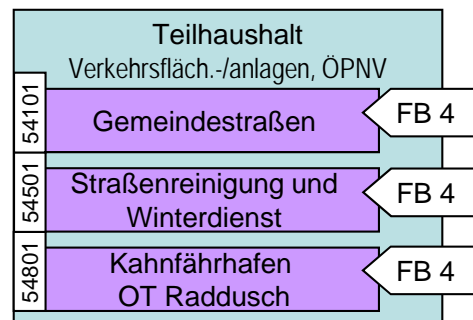 Teilhaushalt
Verkehrsfläch.-/anlagen, ÖPNV
54101
Gemeindestraßen
FB 4
54501
Straßenreinigung und
Winterdienst
FB 4
54801
Kahnfährhafen
OT Raddusch
FB 4